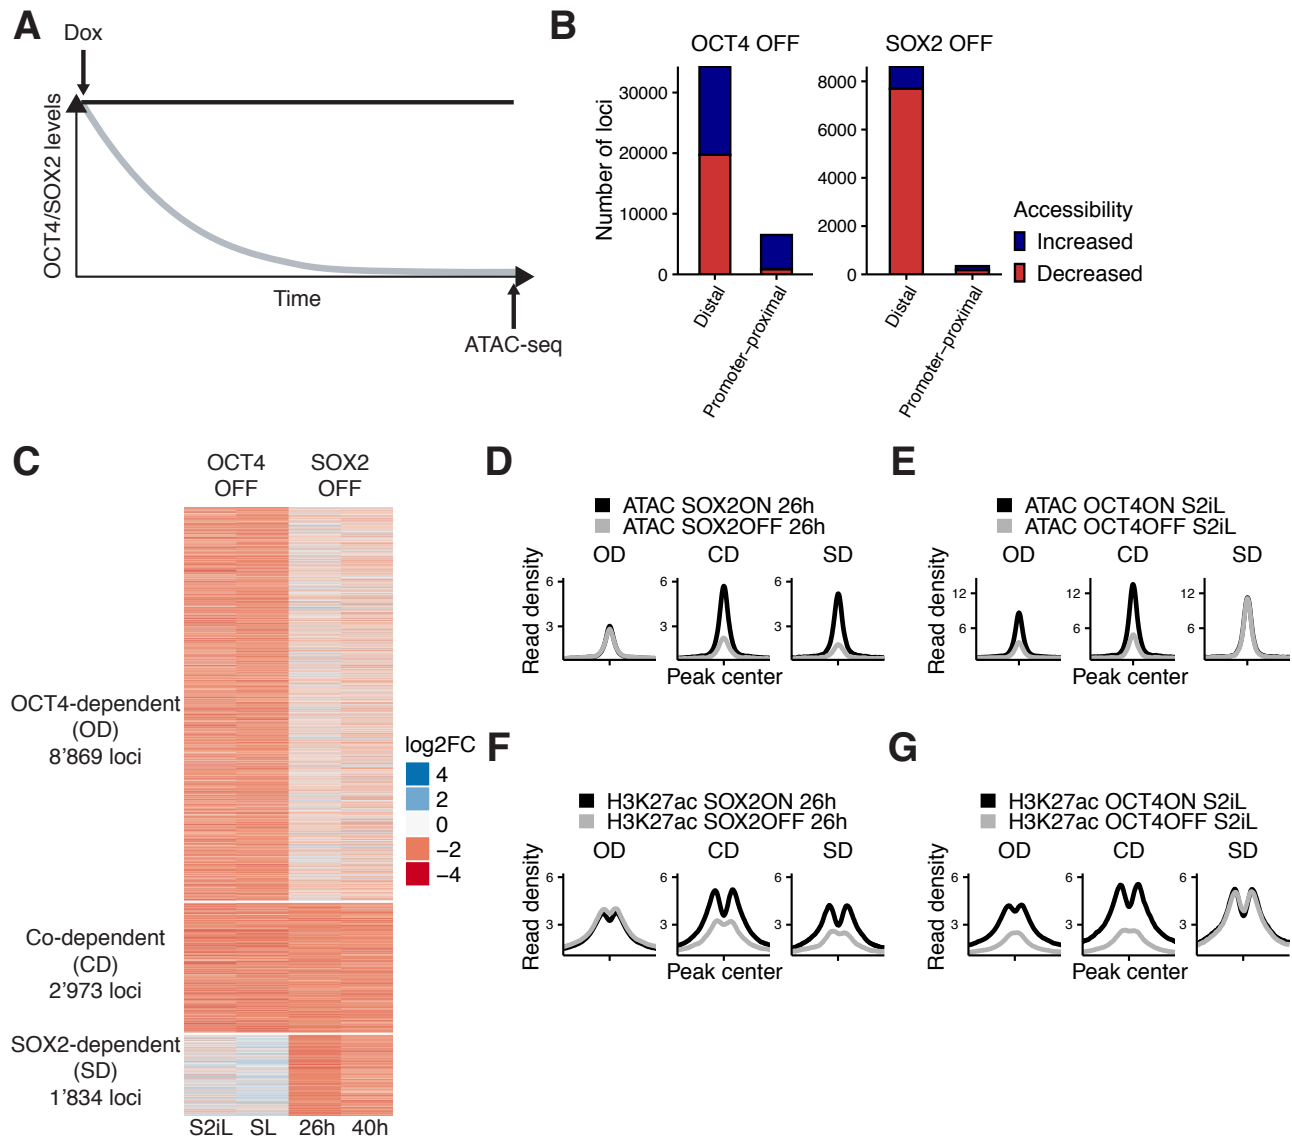 A
Dox
OCT4/SOX2 levels
Time
ATAC-seq
B
OCT4 OFF
SOX2 OFF
Number of loci
30000
20000
10000
0
8000
6000
4000
2000
0
Distal
Promoter–proximal
Distal
Promoter–proximal
Accessibility
Increased
Decreased
C
OCT4
OFF
SOX2
OFF
OCT4-dependent
(OD)
8'869 loci
Co-dependent
(CD)
2'973 loci
SOX2-dependent
(SD)
1'834 loci
S2iL SL 26h 40h
log2FC
4
2
0
−2
−4
D
ATAC SOX2ON 26h
ATAC SOX2OFF 26h
OD CD SD
Read density
6
3
6
3
6
3
Peak center
E
ATAC OCT4ON S2iL
ATAC OCT4OFF S2iL
OD CD SD
Read density
12
6
12
6
12
6
Peak center
F
H3K27ac SOX2ON 26h
H3K27ac SOX2OFF 26h
OD CD SD
Read density
6
3
6
3
6
3
Peak center
G
H3K27ac OCT4ON S2iL
H3K27ac OCT4OFF S2iL
OD CD SD
Read density
6
3
6
3
6
3
Peak center